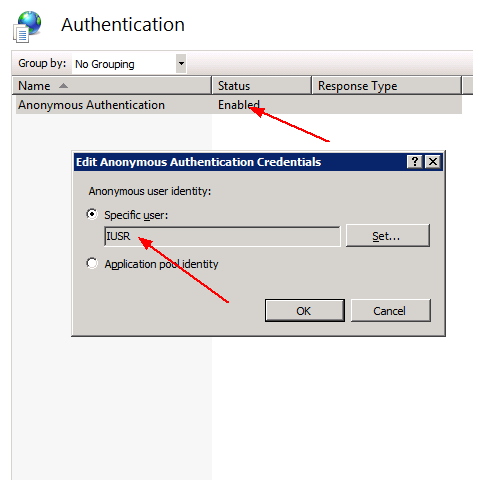 Authentication
Group by: No Grouping
Name Status Response Type
Anonymous Authentication Enabled
Edit Anonymous Authentication Credentials
Anonymous user identity:
Specific user:
IUSR Set...
Application pool identity
OK Cancel